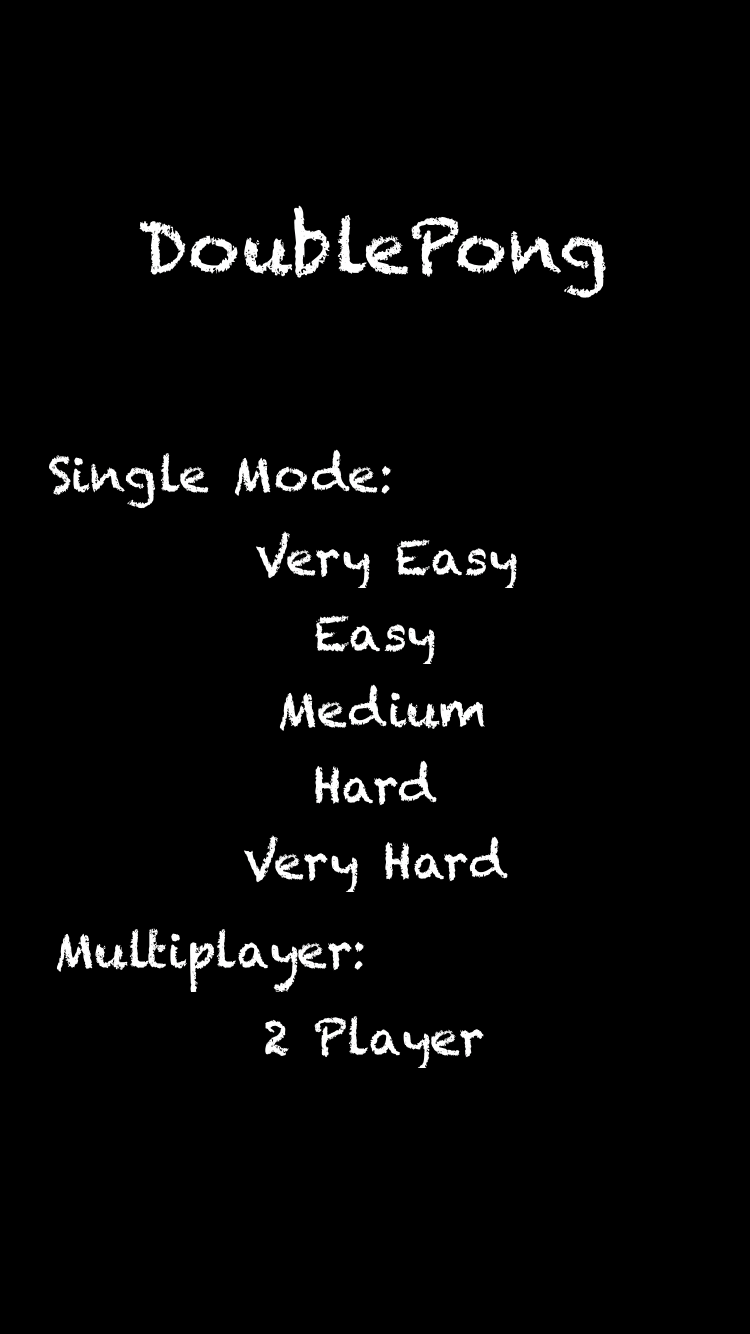 DoublePong
Single Mode:
Very Easy
Easy
Medium
Hard
Very Hard
Multiplayer:
2 Player